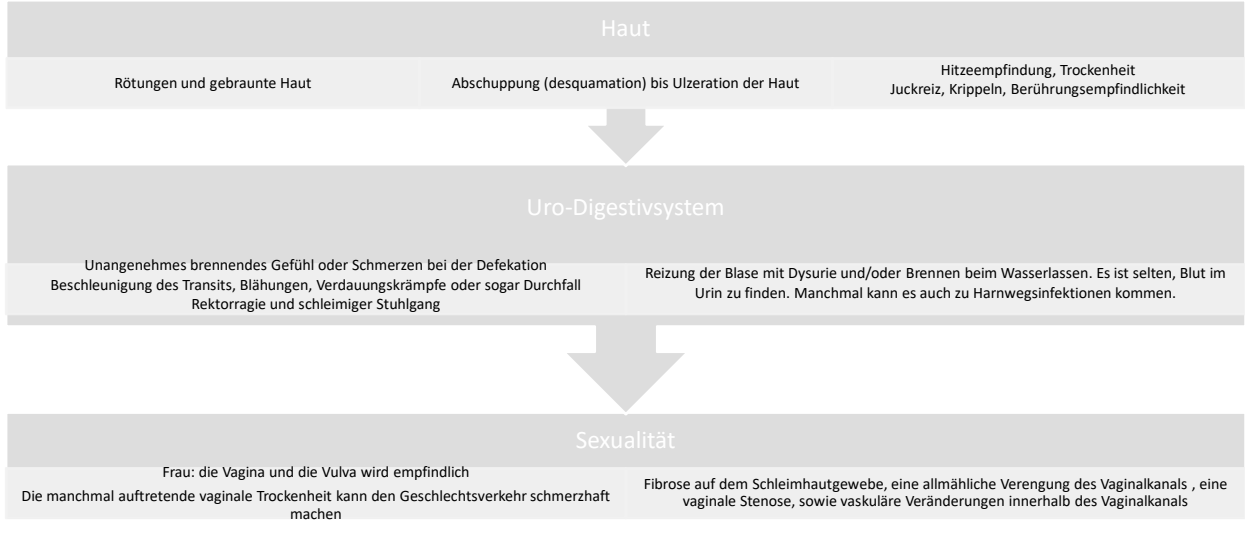 Haut
Rötungen und gebraunte Haut
Abschuppung (desquamation) bis Ulzeration der Haut
Hitzeempfindung, Trockenheit
Juckreiz, Krippeln, Berührungsempfindlichkeit
Uro-Digestivsystem
Unangenehmes brennendes Gefühl oder Schmerzen bei der Defekation
Beschleunigung des Transits, Blähungen, Verdauungskrämpfe oder sogar Durchfall
Rektorragie und schleimiger Stuhlgang
Reizung der Blase mit Dysurie und/oder Brennen beim Wasserlassen. Es ist selten, Blut im
Urin zu finden. Manchmal kann es auch zu Harnwegsinfektionen kommen.
Sexualität
Frau: die Vagina und die Vulva wird empfindlich
Die manchmal auftretende vaginale Trockenheit kann den Geschlechtsverkehr schmerzhaft
machen
Fibrose auf dem Schleimhautgewebe, eine allmähliche Verengung des Vaginalkanals , eine
vaginale Stenose, sowie vaskuläre Veränderungen innerhalb des Vaginalkanals